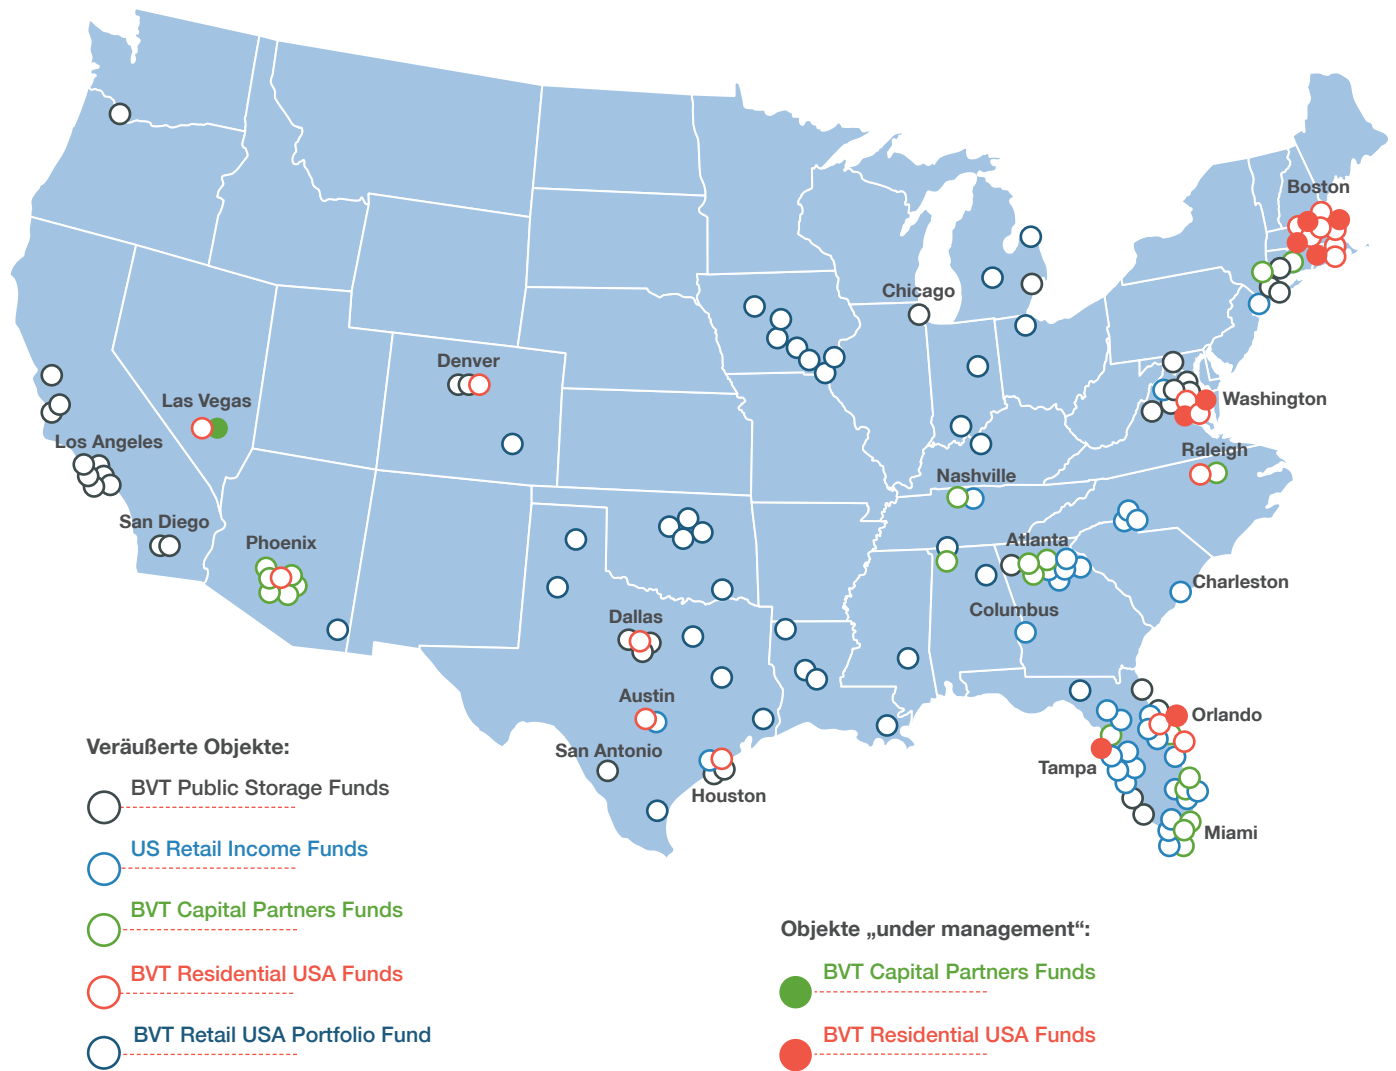 Boston
Chicago
Denver
Las Vegas
Washington
Los Angeles
Raleigh
Nashville
San Diego
Phoenix
Atlanta
Charleston
Dallas
Columbus
Austin
Orlando
San Antonio
Tampa
Houston
Miami
Veräußerte Objekte:
BVT Public Storage Funds
US Retail Income Funds
BVT Capital Partners Funds
BVT Residential USA Funds
BVT Retail USA Portfolio Fund
Objekte „under management“:
BVT Capital Partners Funds
BVT Residential USA Funds